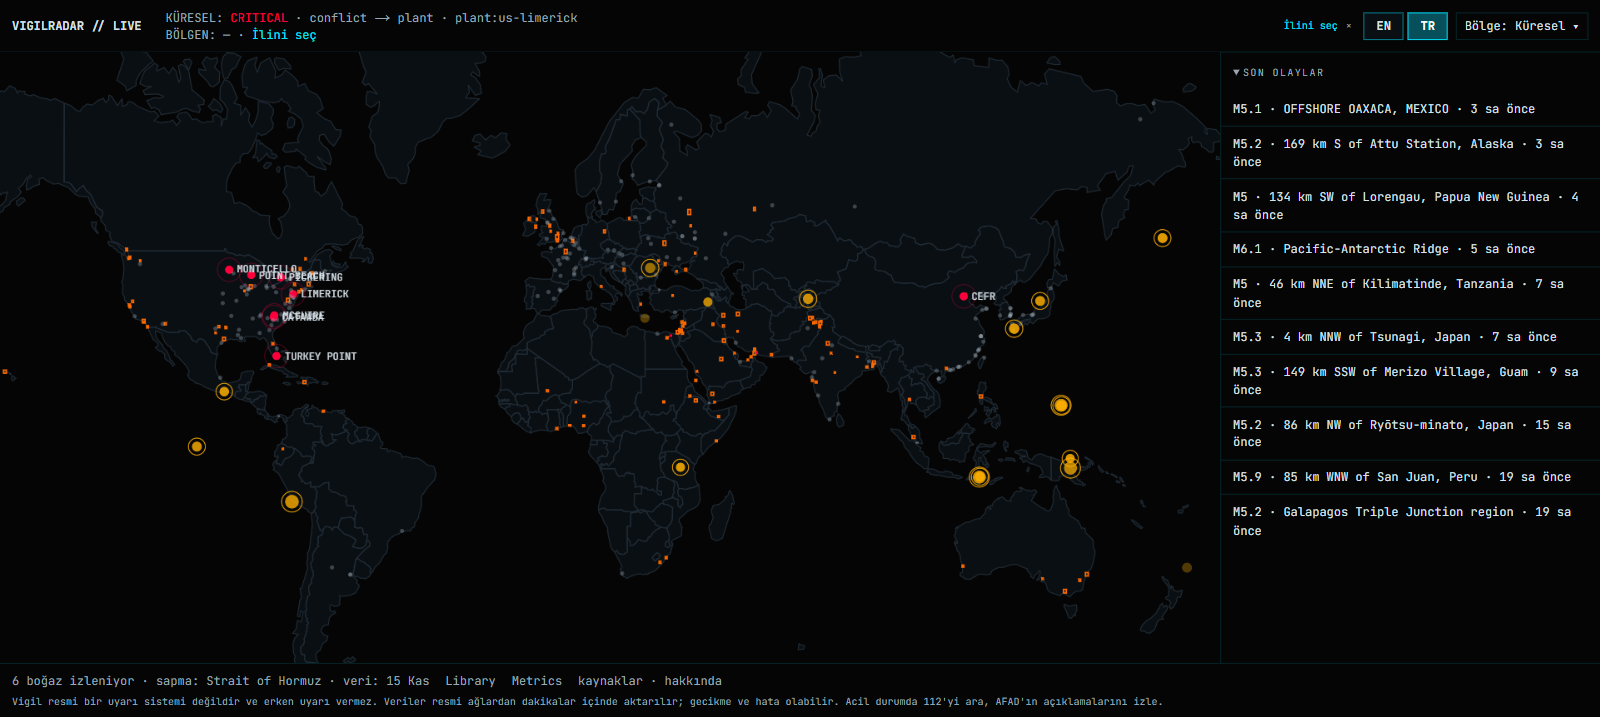 VIGILRADAR // LIVE
KÜRESEL: CRITICAL · conflict → plant · plant:us-limerick
BÖLGEN: — · İlini seç
İlini seç ×
EN
TR
Bölge: Küresel ▾
▼SON OLAYLAR
M5.1 · OFFSHORE OAXACA, MEXICO · 3 sa önce
M5.2 · 169 km S of Attu Station, Alaska · 3 sa
önce
M5 · 134 km SW of Lorengau, Papua New Guinea · 4
sa önce
M6.1 · Pacific-Antarctic Ridge · 5 sa önce
M5 · 46 km NNE of Kilimatinde, Tanzania · 7 sa
önce
M5.3 · 4 km NNW of Tsunagi, Japan · 7 sa önce
M5.3 · 149 km SSW of Merizo Village, Guam · 9 sa
önce
M5.2 · 86 km NW of Ryōtsu-minato, Japan · 15 sa
önce
M5.9 · 85 km WNW of San Juan, Peru · 19 sa önce
M5.2 · Galapagos Triple Junction region · 19 sa
önce
MONTICELLO
POINT BEACH
PICKERING
LIMERICK
MCGUIRE
CATAWBA
TURKEY POINT
CEFR
6 boğaz izleniyor · sapma: Strait of Hormuz · veri: 15 Kas Library Metrics kaynaklar · hakkında
Vigil resmi bir uyarı sistemi değildir ve erken uyarı vermez. Veriler resmi ağlardan dakikalar içinde aktarılır; gecikme ve hata olabilir. Acil durumda 112'yi ara, AFAD'ın açıklamalarını izle.